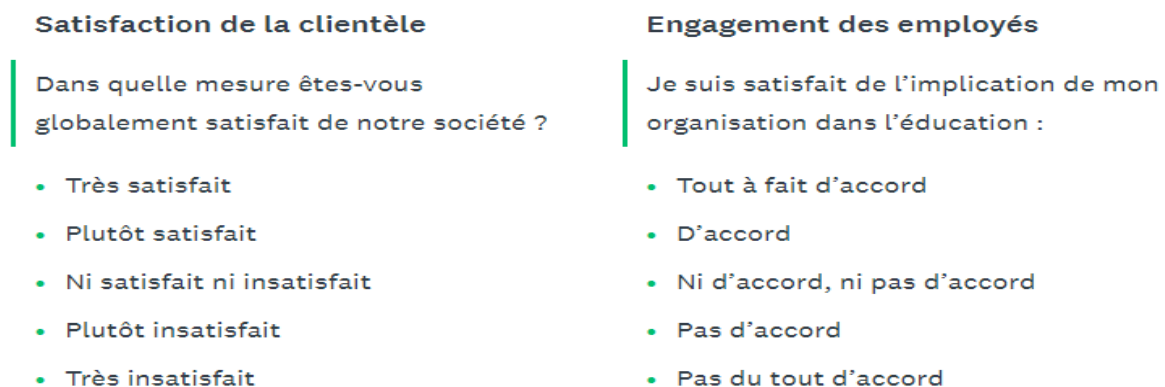 Satisfaction de la clientèle
Dans quelle mesure êtes-vous
globalement satisfait de notre société ?
• Très satisfait
• Plutôt satisfait
• Ni satisfait ni insatisfait
• Plutôt insatisfait
• Très insatisfait
Engagement des employés
Je suis satisfait de l’implication de mon
organisation dans l’éducation :
• Tout à fait d’accord
• D’accord
• Ni d’accord, ni pas d’accord
• Pas d’accord
• Pas du tout d’accord